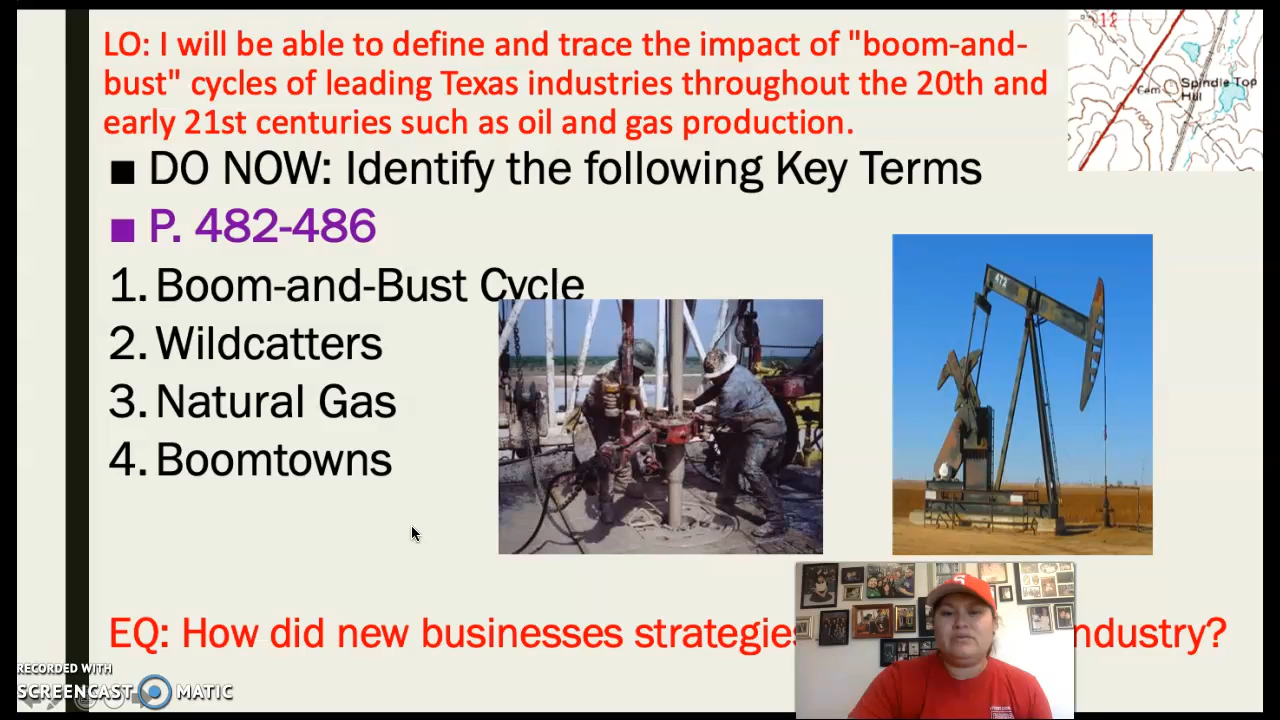 LO: I will be able to define and trace the impact of "boom-and-
bust" cycles of leading Texas industries throughout the 20th and
early 21st centuries such as oil and gas production.
12
Spindle Top
Hill
Cem
■ DO NOW: Identify the following Key Terms
■ P. 482-486
1. Boom-and-Bust Cycle
2. Wildcatters
3. Natural Gas
4. Boomtowns
472
EQ: How did new businesses strategies ndustry?
RECORDED WITH
SCREENCAST MATIC